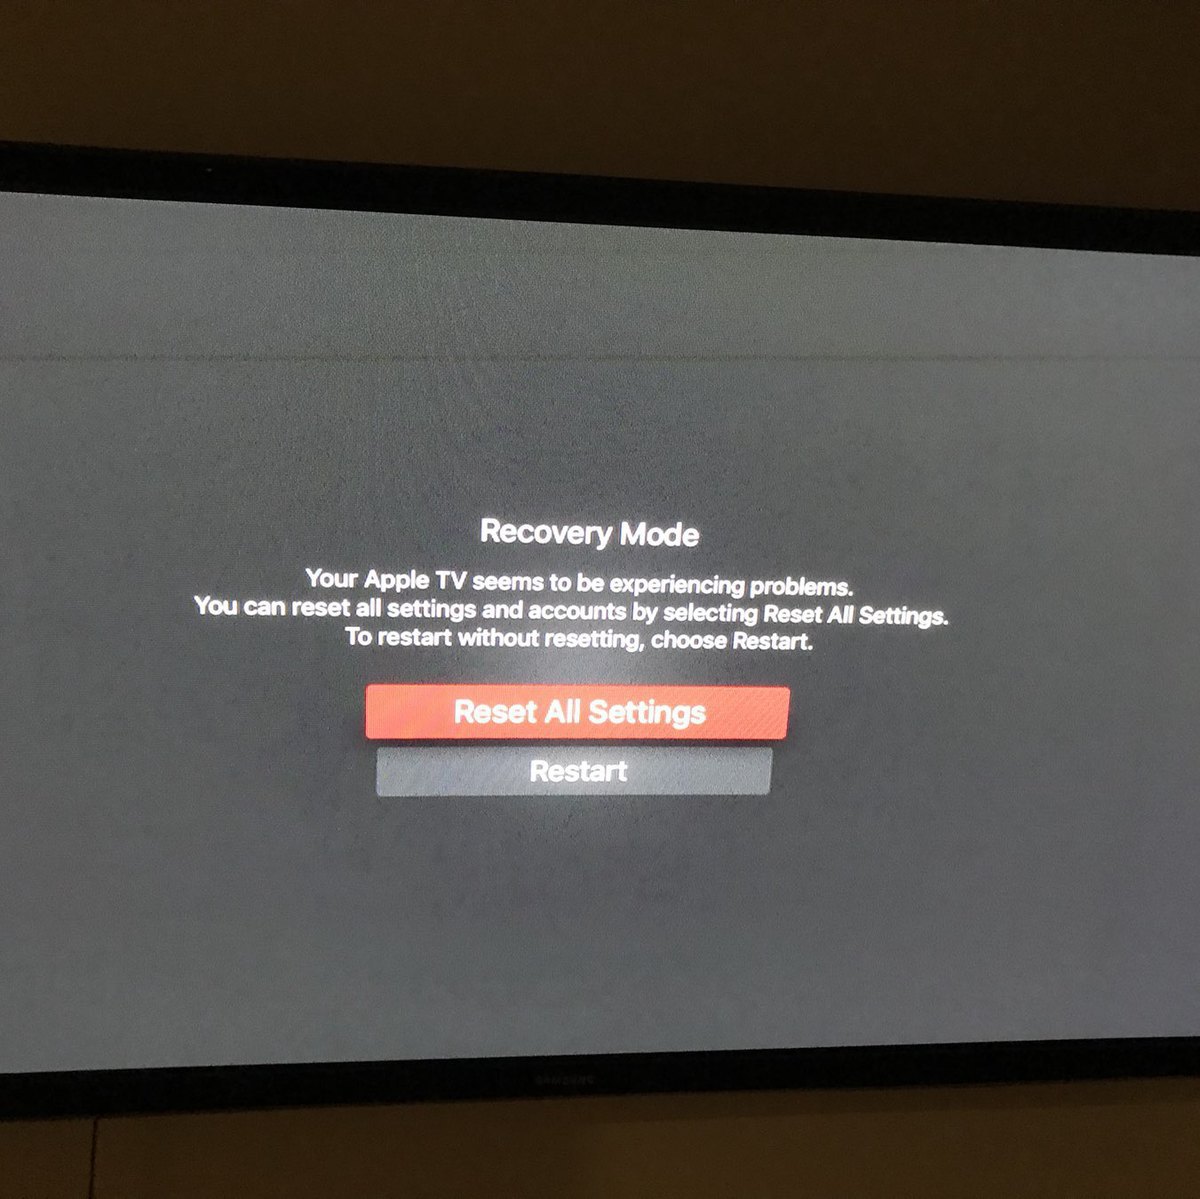 Recovery Mode
Your Apple TV seems to be experiencing problems.
You can reset all settings and accounts by selecting Reset All Settings.
To restart without resetting, choose Restart.
Reset All Settings
Restart
SAMSUNG